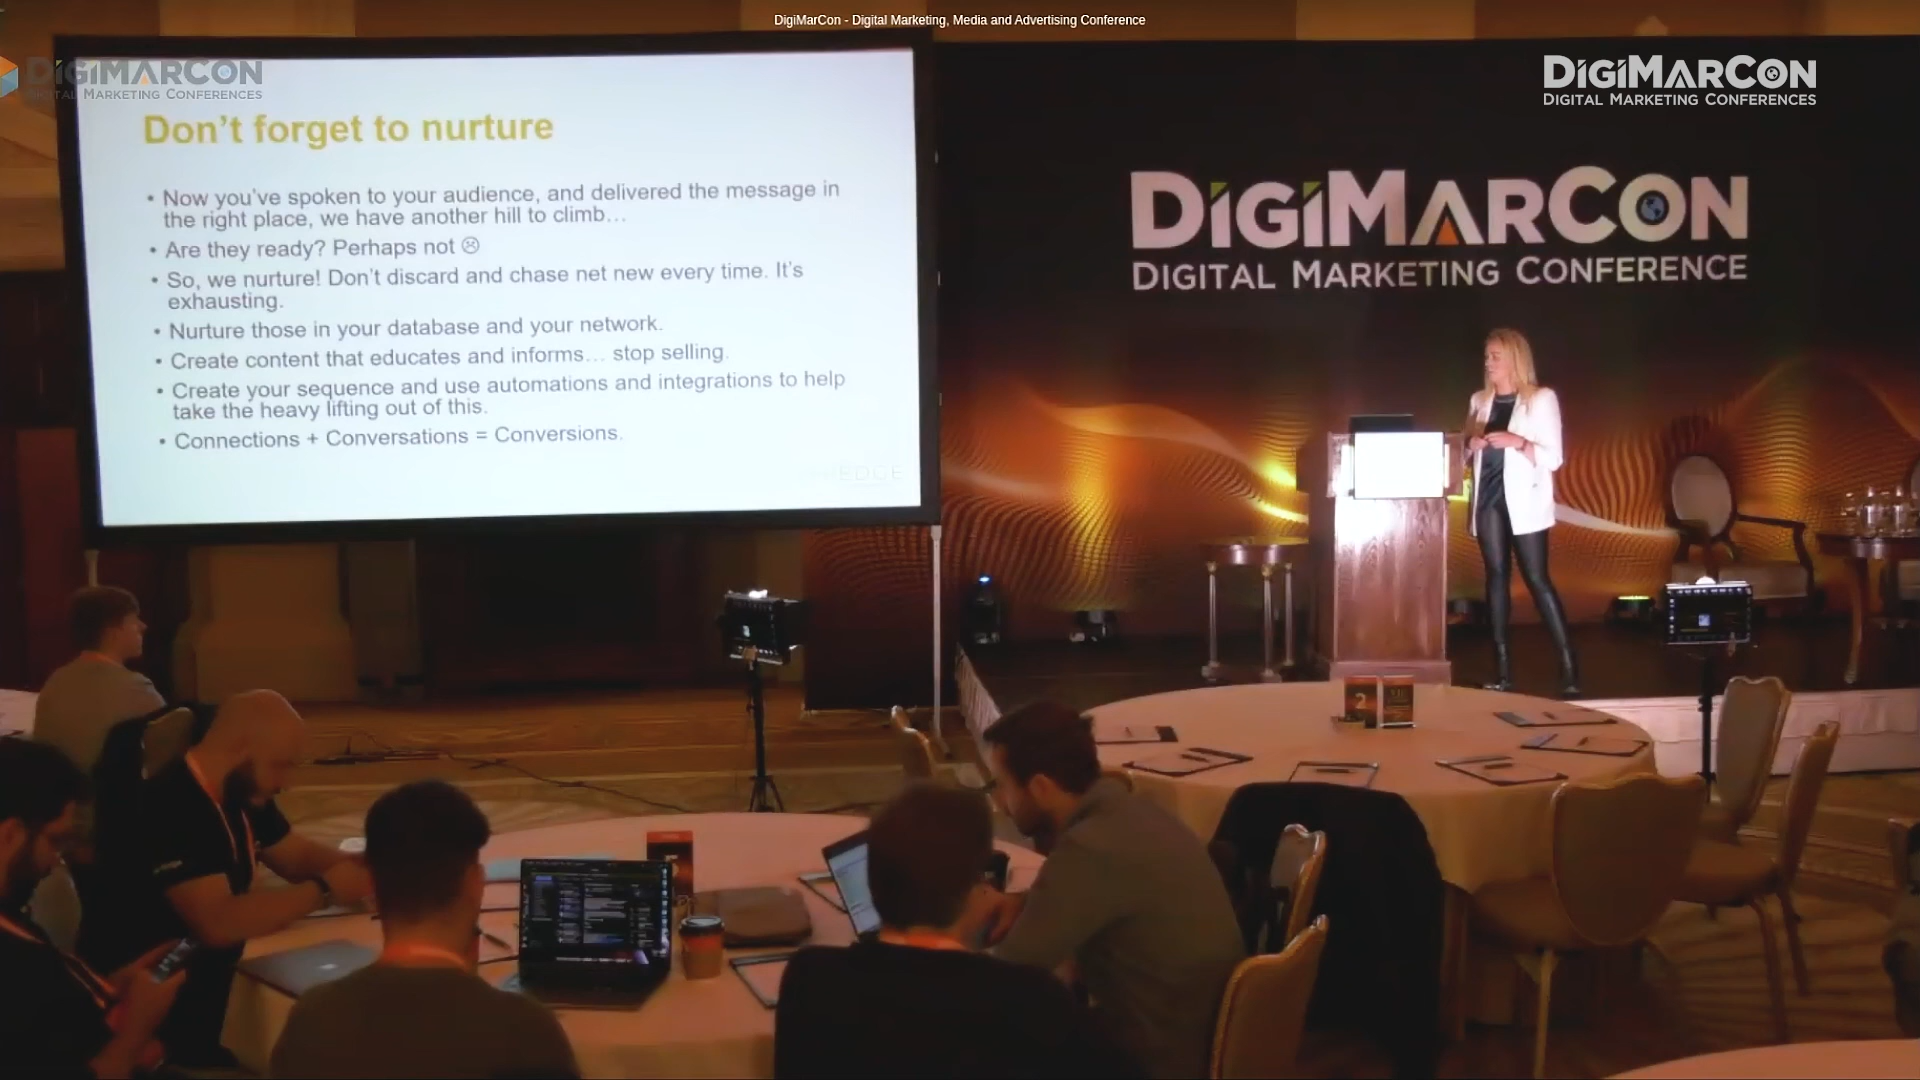 DigiMarCon - Digital Marketing, Media and Advertising Conference
DIGIMARCON
DIGITAL MARKETING CONFERENCES
DIGIMARCON
DIGITAL MARKETING CONFERENCES
Don't forget to nurture
• Now you've spoken to your audience, and delivered the message in
the right place, we have another hill to climb…
• Are they ready? Perhaps not ☹
• So, we nurture! Don't discard and chase net new every time. It's
exhausting.
• Nurture those in your database and your network.
• Create content that educates and informs… stop selling.
• Create your sequence and use automations and integrations to help
take the heavy lifting out of this.
• Connections + Conversations = Conversions.
EDGE
DIGIMARCON
DIGITAL MARKETING CONFERENCE
2